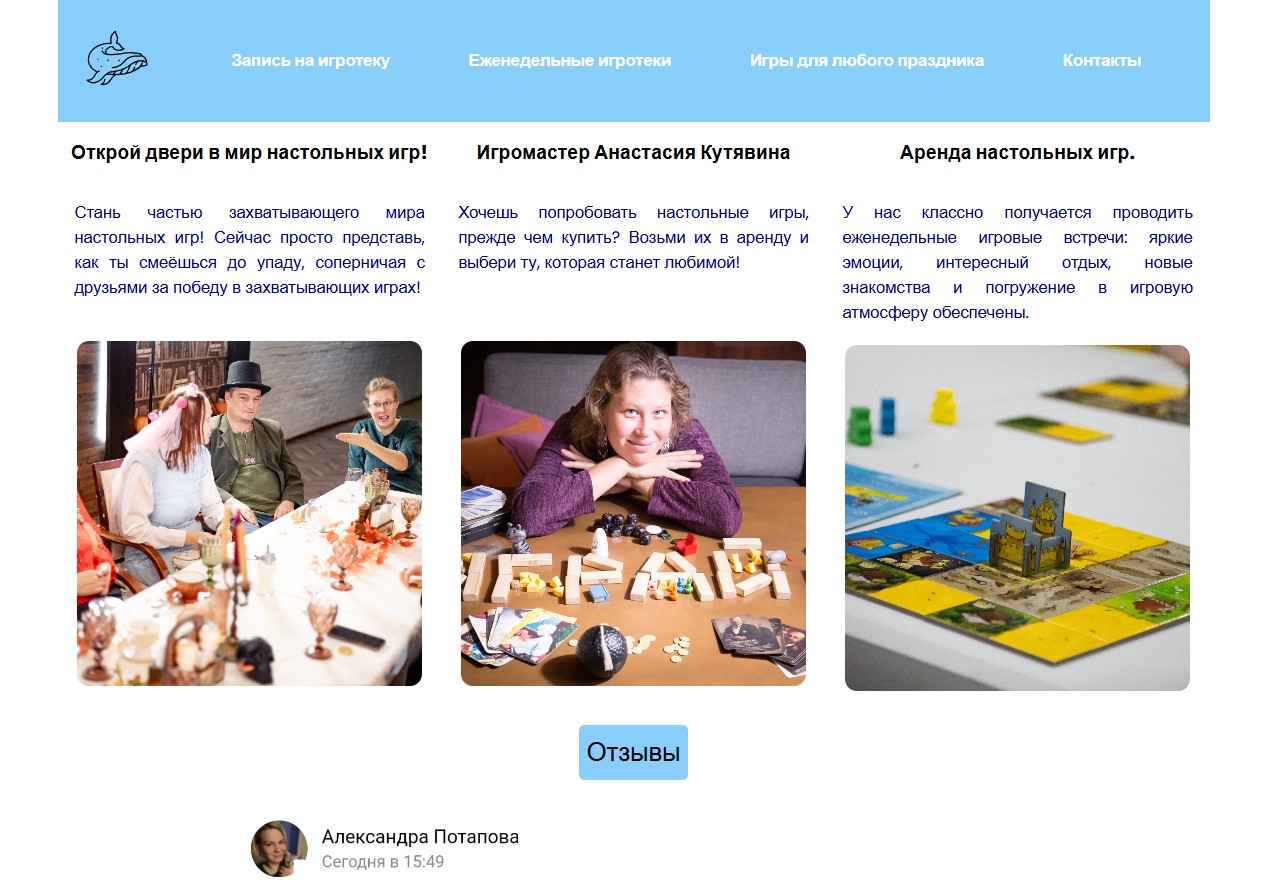 Запись на игротеку
Еженедельные игротеки
Игры для любого праздника
Контакты
Открой двери в мир настольных игр!
Стань частью захватывающего мира
настольных игр! Сейчас просто представь,
как ты смеёшься до упаду, соперничая с
друзьями за победу в захватывающих играх!
Игромастер Анастасия Кутявина
Хочешь попробовать настольные игры,
прежде чем купить? Возьми их в аренду и
выбери ту, которая станет любимой!
Аренда настольных игр.
У нас классно получается проводить
еженедельные игровые встречи: яркие
эмоции, интересный отдых, новые
знакомства и погружение в игровую
атмосферу обеспечены.
Отзывы
Александра Потапова
Сегодня в 15:49